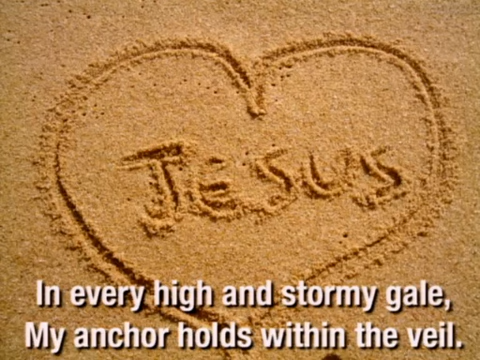 JESUS
In every high and stormy gale,
My anchor holds within the veil.